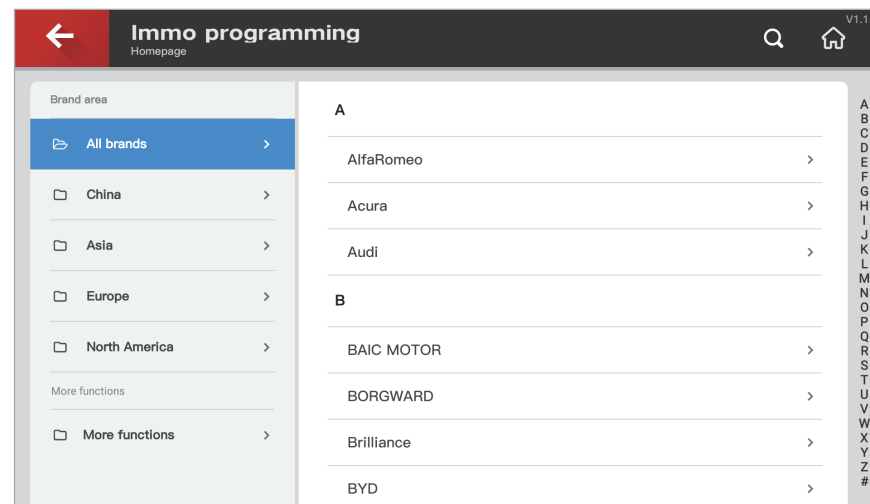 Immo programming
Homepage
V1.1
Brand area
All brands
China
Asia
Europe
North America
More functions
More functions
A
AlfaRomeo
Acura
Audi
B
BAIC MOTOR
BORGWARD
Brilliance
BYD
A
B
C
D
E
F
G
H
I
J
K
L
M
N
O
P
Q
R
S
T
U
V
W
X
Y
Z
#